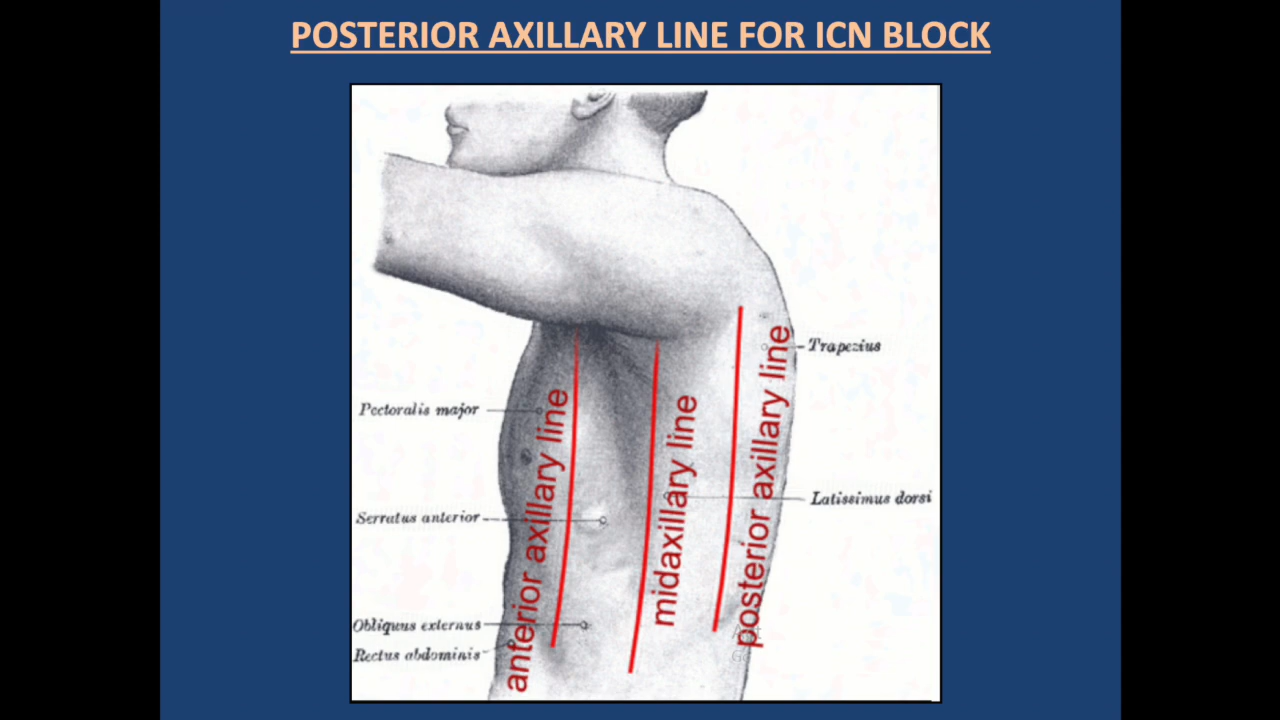 POSTERIOR AXILLARY LINE FOR ICN BLOCK
Trapezius
Pectoralis major
Latissimus dorsi
Serratus anterior
Obliquus externus
Rectus abdominis
anterior axillary line
midaxillary line
posterior axillary line